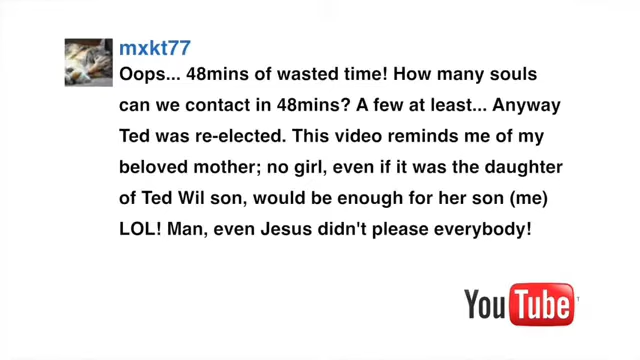 mxkt77
Oops... 48mins of wasted time! How many souls
can we contact in 48mins? A few at least... Anyway
Ted was re-elected. This video reminds me of my
beloved mother; no girl, even if it was the daughter
of Ted Wil son, would be enough for her son (me)
LOL! Man, even Jesus didn't please everybody!
YouTube